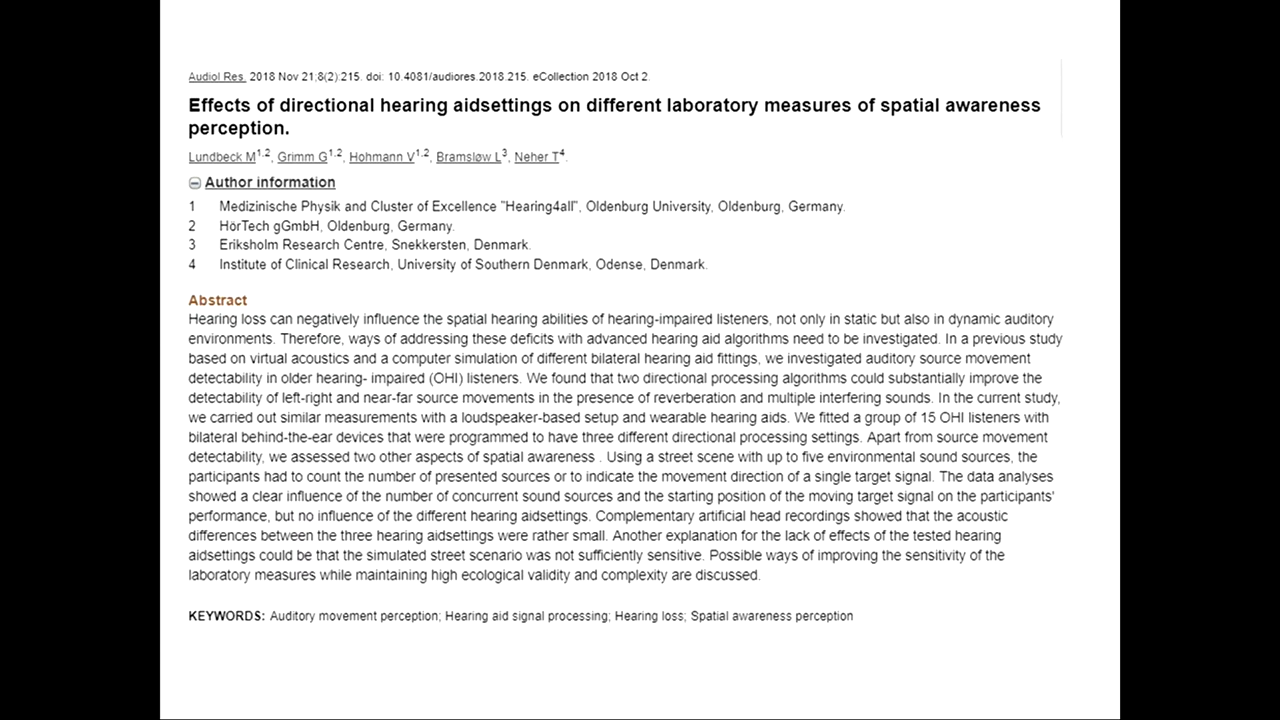 Audiol Res. 2018 Nov 21;8(2):215. doi: 10.4081/audiores.2018.215. eCollection 2018 Oct 2.
Effects of directional hearing aidsettings on different laboratory measures of spatial awareness
perception.
Lundbeck M1,2, Grimm G1,2, Hohmann V1,2, Bramsløw L3, Neher T4.
Author information
1 Medizinische Physik and Cluster of Excellence "Hearing4all", Oldenburg University, Oldenburg, Germany.
2 HörTech gGmbH, Oldenburg, Germany.
3 Eriksholm Research Centre, Snekkersten, Denmark.
4 Institute of Clinical Research, University of Southern Denmark, Odense, Denmark.
Abstract
Hearing loss can negatively influence the spatial hearing abilities of hearing-impaired listeners, not only in static but also in dynamic auditory
environments. Therefore, ways of addressing these deficits with advanced hearing aid algorithms need to be investigated. In a previous study
based on virtual acoustics and a computer simulation of different bilateral hearing aid fittings, we investigated auditory source movement
detectability in older hearing- impaired (OHI) listeners. We found that two directional processing algorithms could substantially improve the
detectability of left-right and near-far source movements in the presence of reverberation and multiple interfering sounds. In the current study,
we carried out similar measurements with a loudspeaker-based setup and wearable hearing aids. We fitted a group of 15 OHI listeners with
bilateral behind-the-ear devices that were programmed to have three different directional processing settings. Apart from source movement
detectability, we assessed two other aspects of spatial awareness . Using a street scene with up to five environmental sound sources, the
participants had to count the number of presented sources or to indicate the movement direction of a single target signal. The data analyses
showed a clear influence of the number of concurrent sound sources and the starting position of the moving target signal on the participants'
performance, but no influence of the different hearing aidsettings. Complementary artificial head recordings showed that the acoustic
differences between the three hearing aidsettings were rather small. Another explanation for the lack of effects of the tested hearing
aidsettings could be that the simulated street scenario was not sufficiently sensitive. Possible ways of improving the sensitivity of the
laboratory measures while maintaining high ecological validity and complexity are discussed.
KEYWORDS: Auditory movement perception; Hearing aid signal processing; Hearing loss; Spatial awareness perception